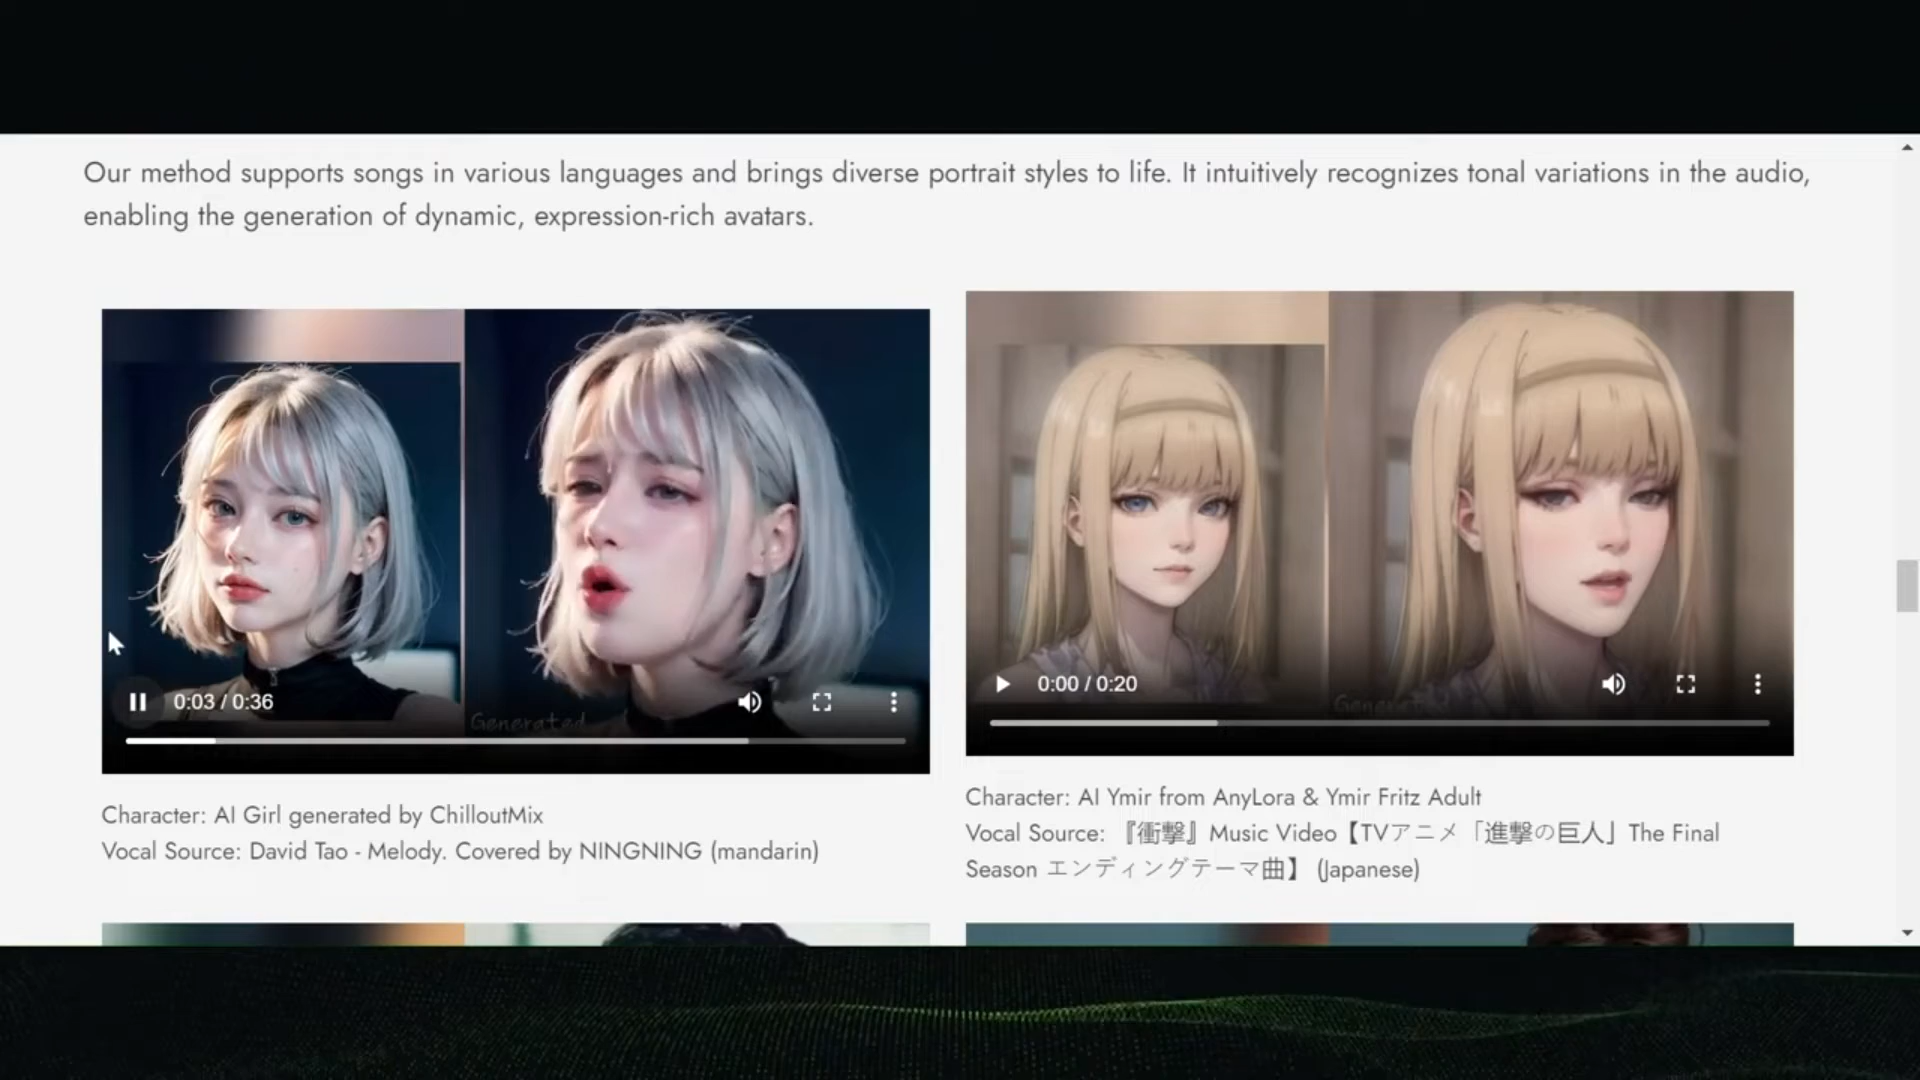 Our method supports songs in various languages and brings diverse portrait styles to life. It intuitively recognizes tonal variations in the audio,
enabling the generation of dynamic, expression-rich avatars.
0:03 / 0:36
Generated
Character: AI Girl generated by ChilloutMix
Vocal Source: David Tao - Melody. Covered by NINGNING (mandarin)
0:00 / 0:20
Generated
Character: AI Ymir from AnyLora & Ymir Fritz Adult
Vocal Source: 『衝撃』Music Video【TVアニメ「進撃の巨人」The Final
Season エンディングテーマ曲】 (Japanese)